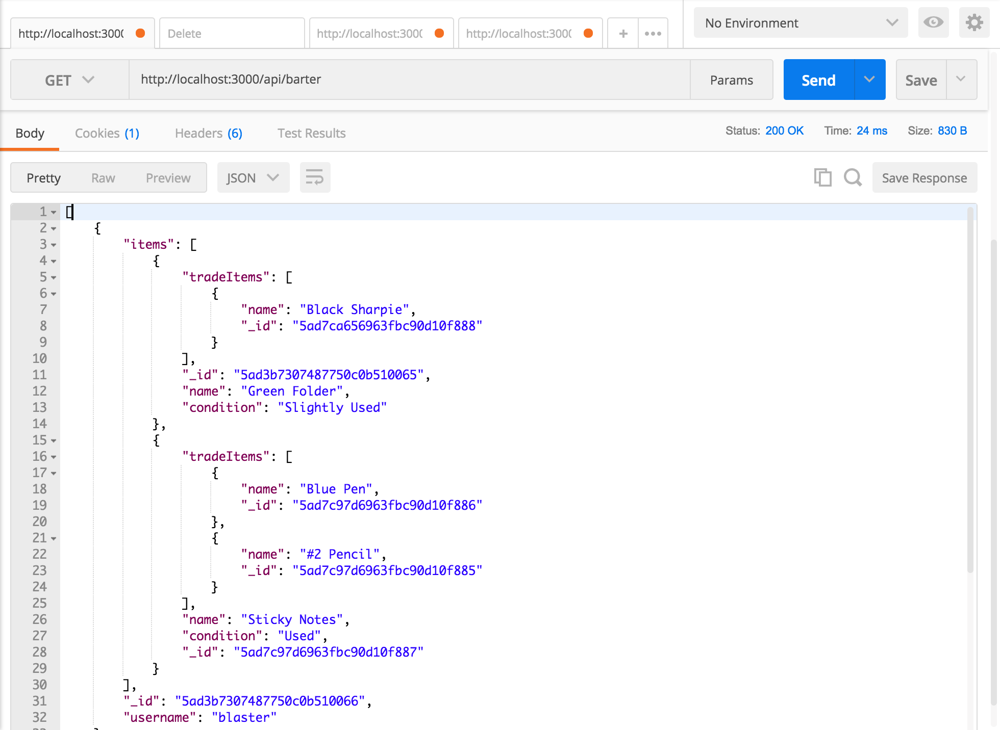 http://localhost:3000 Delete http://localhost:3000 http://localhost:300 + ••• No Environment
GET http://localhost:3000/api/barter Params Send Save
Body Cookies (1) Headers (6) Test Results Status: 200 OK Time: 24 ms Size: 830 B
Pretty Raw Preview JSON Save Response
1 [
2 {
3 "items": [
4 {
5 "tradeItems": [
6 {
7 "name": "Black Sharpie",
8 "_id": "5ad7ca656963fbc90d10f888"
9 }
10 ],
11 "_id": "5ad3b7307487750c0b510065",
12 "name": "Green Folder",
13 "condition": "Slightly Used"
14 },
15 {
16 "tradeItems": [
17 {
18 "name": "Blue Pen",
19 "_id": "5ad7c97d6963fbc90d10f886"
20 },
21 {
22 "name": "#2 Pencil",
23 "_id": "5ad7c97d6963fbc90d10f885"
24 }
25 ],
26 "name": "Sticky Notes",
27 "condition": "Used",
28 "_id": "5ad7c97d6963fbc90d10f887"
29 }
30 ],
31 "_id": "5ad3b7307487750c0b510066",
32 "username": "blaster"